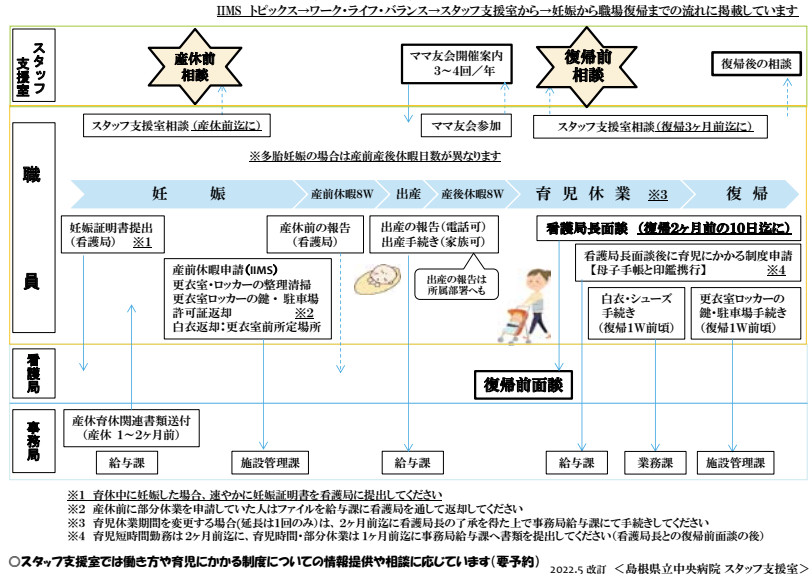 IIMS トピックス→ワーク・ライフ・バランス→スタッフ支援室から→妊娠から職場復帰までの流れに掲載しています
スタッフ
支援室
産休前
相談
ママ友会開催案内
3～4回／年
復帰前
相談
復帰後の相談
スタッフ支援室相談(産休前迄に)
ママ友会参加
スタッフ支援室相談(復帰3ヶ月前迄に)
※多胎妊娠の場合は産前産後休暇日数が異なります
職
員
妊 娠
産前休暇8W
出産
産後休暇8W
育 児 休 業 ※3
復 帰
妊娠証明書提出
(看護局) ※1
産休前の報告
(看護局)
出産の報告(電話可)
出産手続き(家族可)
看護局長面談 (復帰2ヶ月前の10日迄に)
看護局長面談後に育児にかかる制度申請
【母子手帳と印鑑携行】 ※4
産前休暇申請(IIMS)
更衣室・ロッカーの整理清掃
更衣室ロッカーの鍵・ 駐車場
許可証返却 ※2
白衣返却：更衣室前所定場所
出産の報告は
所属部署へも
白衣・シューズ
手続き
(復帰1W前頃)
更衣室ロッカーの
鍵・駐車場手続き
(復帰1W前頃)
看護局
復帰前面談
事務局
産休育休関連書類送付
(産休 1～2ヶ月前)
給与課
施設管理課
給与課
給与課
業務課
施設管理課
※1 育休中に妊娠した場合、速やかに妊娠証明書を看護局に提出してください
※2 産休前に部分休業を申請していた人はファイルを給与課に看護局を通して返却してください
※3 育児休業期間を変更する場合(延長は1回のみ)は、2ヶ月前迄に看護局長の了承を得た上で事務局給与課にて手続きしてください
※4 育児短時間勤務は2ヶ月前迄に、育児時間・部分休業は1ヶ月前迄に事務局給与課へ書類を提出してください(看護局長との復帰前面談の後)
○スタッフ支援室では働き方や育児にかかる制度についての情報提供や相談に応じています(要予約)
2022.5 改訂 ＜島根県立中央病院 スタッフ支援室＞